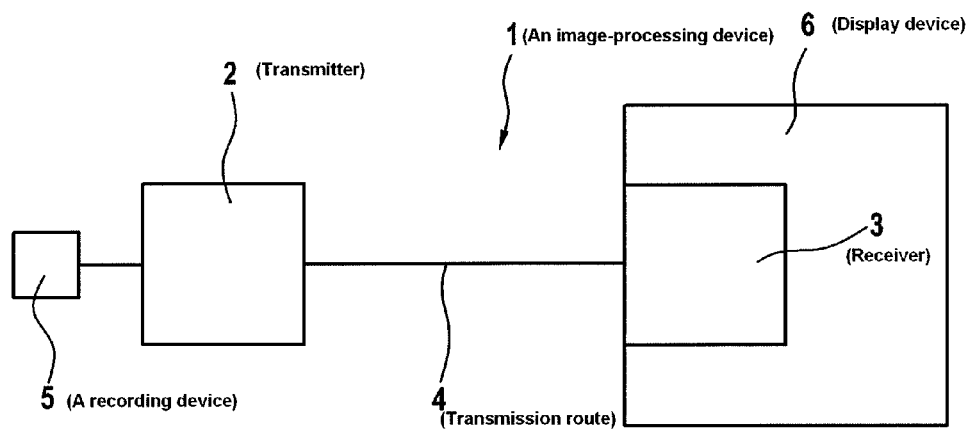 6 (Display device)
1 (An image-processing device)
2 (Transmitter)
3
(Receiver)
5 (A recording device)
4
(Transmission route)